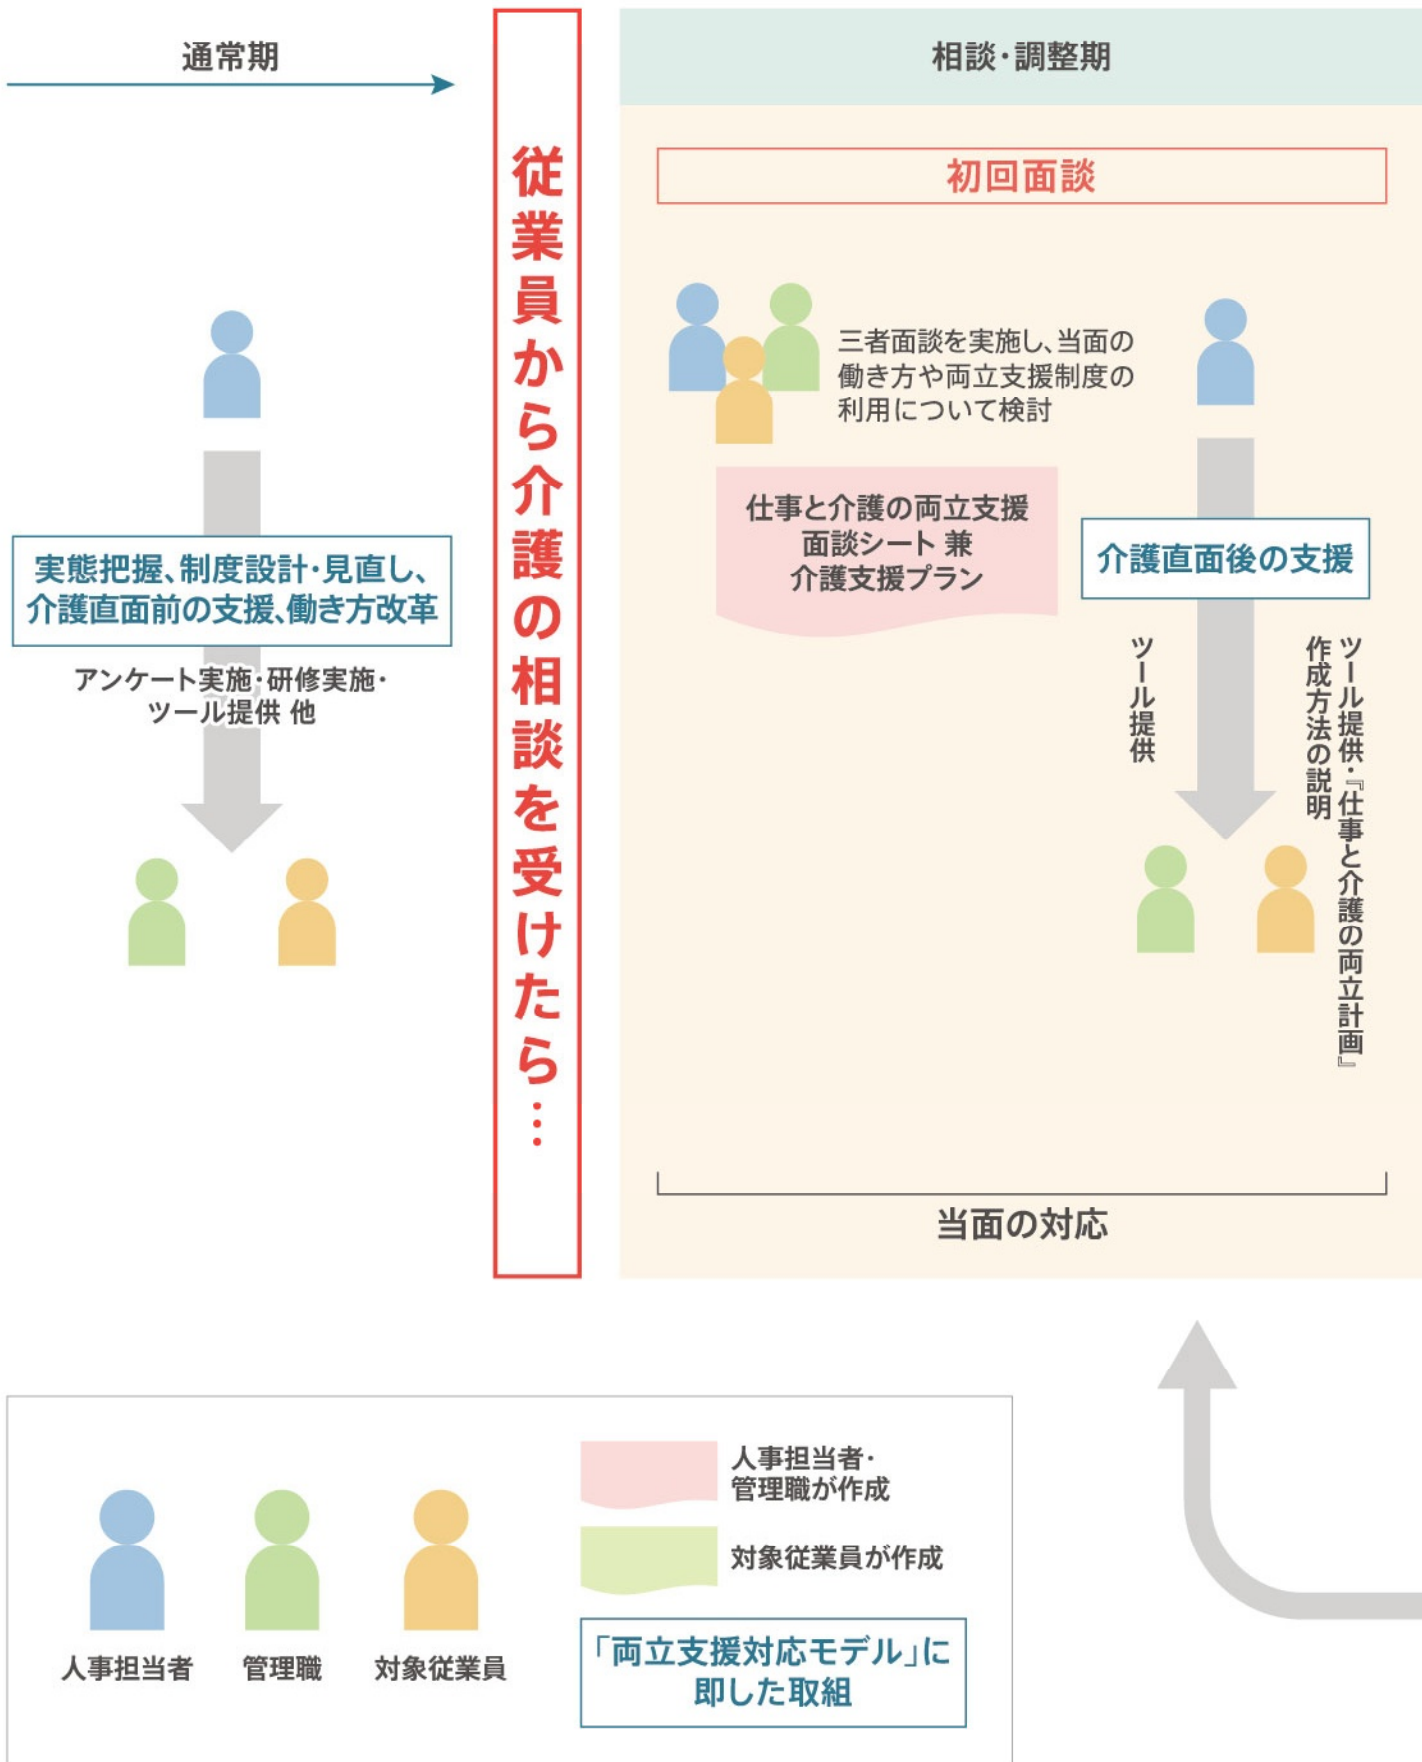 通常期
実態把握、制度設計・見直し、
介護直面前の支援、働き方改革
アンケート実施・研修実施・
ツール提供 他
従業員から介護の相談を受けたら…
相談・調整期
初回面談
三者面談を実施し、当面の
働き方や両立支援制度の
利用について検討
仕事と介護の両立支援
面談シート 兼
介護支援プラン
介護直面後の支援
ツール提供
ツール提供・『仕事と介護の両立計画』
作成方法の説明
当面の対応
人事担当者
管理職
対象従業員
人事担当者・
管理職が作成
対象従業員が作成
「両立支援対応モデル」に
即した取組